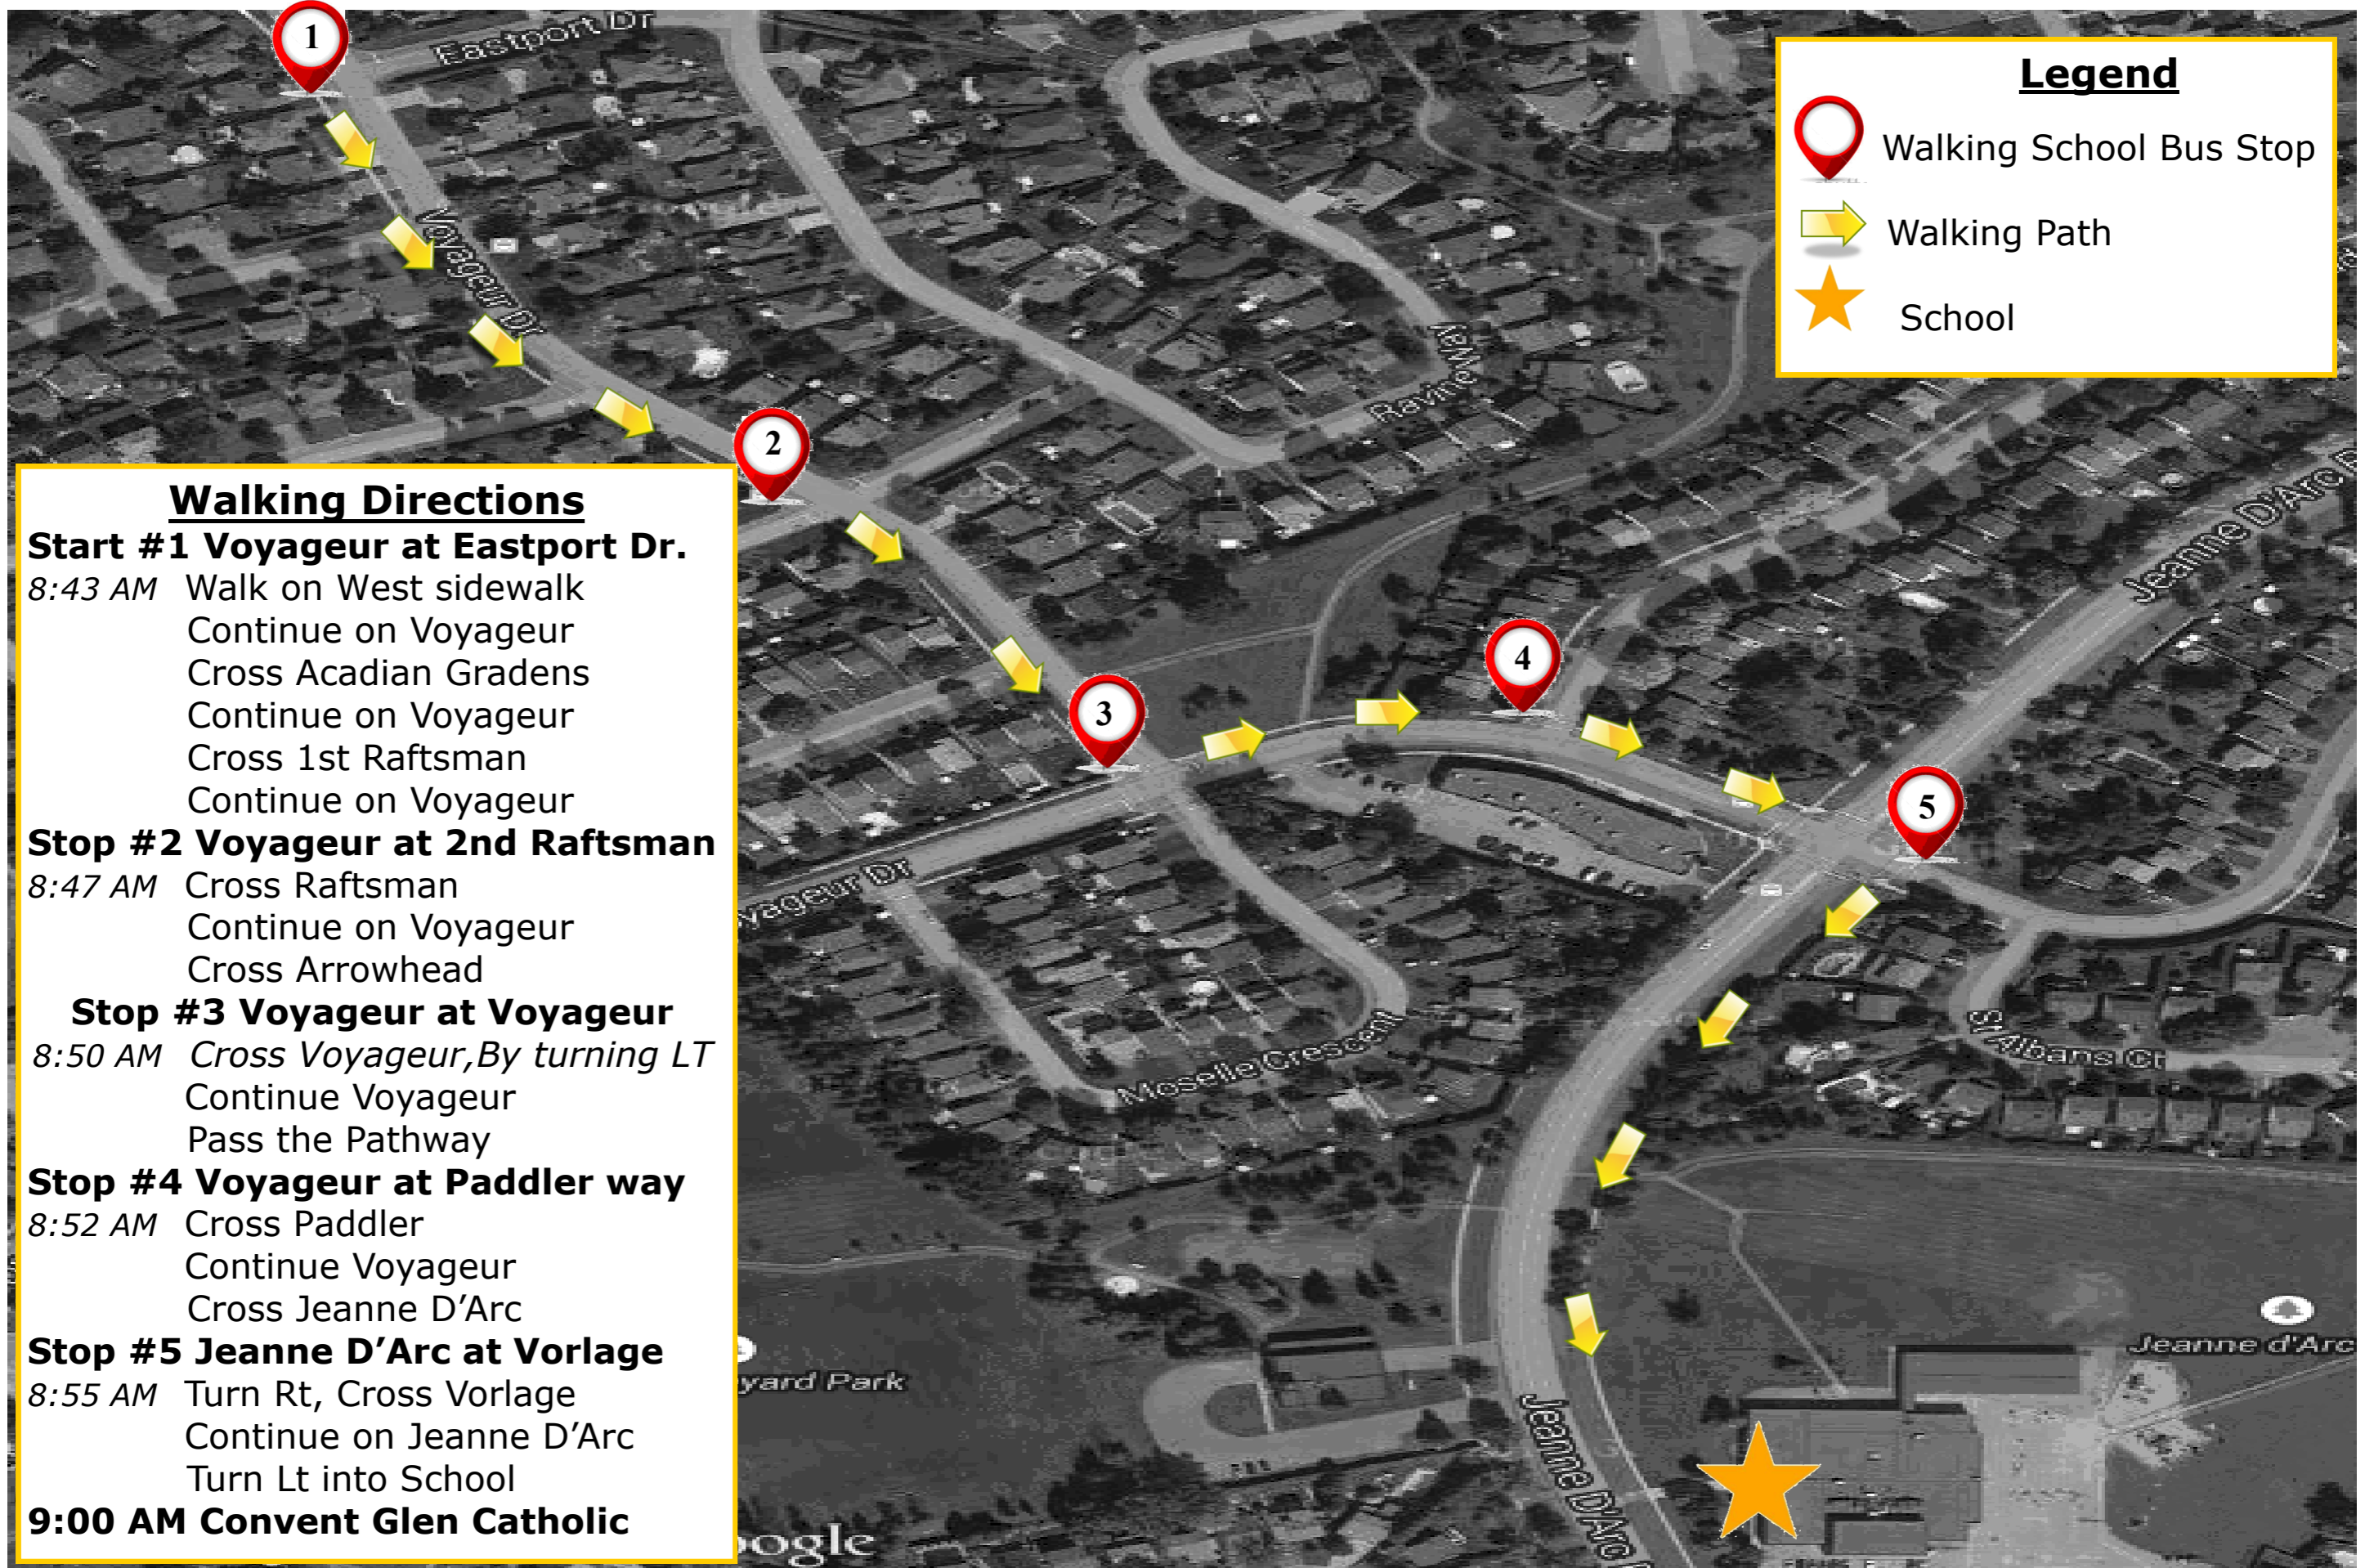 1
Eastport Dr
Legend
Walking School Bus Stop
Walking Path
School
Voyageur Dr
Ravine Way
2
Jeanne D'Arc
Walking Directions
Start #1 Voyageur at Eastport Dr.
8:43 AM Walk on West sidewalk
Continue on Voyageur
Cross Acadian Gradens
Continue on Voyageur
Cross 1st Raftsman
Continue on Voyageur
Stop #2 Voyageur at 2nd Raftsman
8:47 AM Cross Raftsman
Continue on Voyageur
Cross Arrowhead
Stop #3 Voyageur at Voyageur
8:50 AM Cross Voyageur,By turning LT
Continue Voyageur
Pass the Pathway
Stop #4 Voyageur at Paddler way
8:52 AM Cross Paddler
Continue Voyageur
Cross Jeanne D’Arc
Stop #5 Jeanne D’Arc at Vorlage
8:55 AM Turn Rt, Cross Vorlage
Continue on Jeanne D’Arc
Turn Lt into School
9:00 AM Convent Glen Catholic
4
3
5
yageur Dr
St Albans Ct
Moselle Crescent
Jeanne d'Arc
yard Park
Jeanne D'Arc
oogle